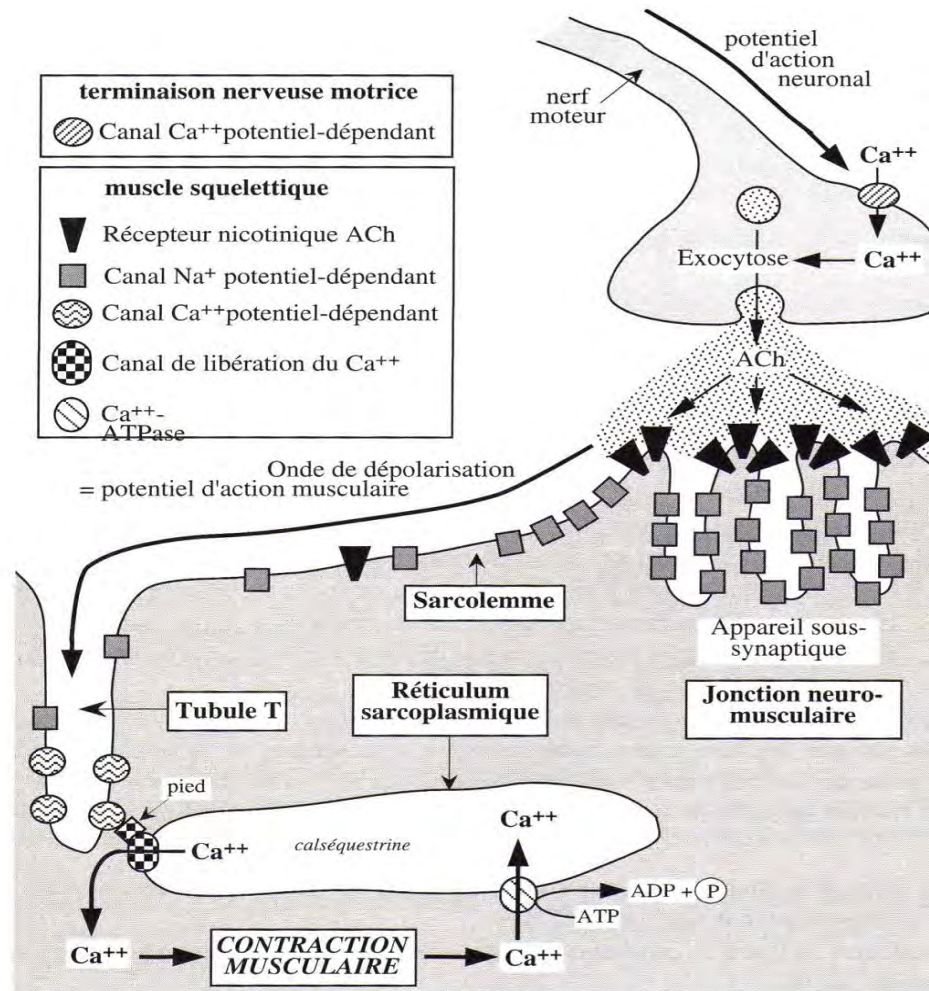 potentiel
d'action
neuronal
nerf
moteur
terminaison nerveuse motrice
Canal Ca++potentiel-dépendant
muscle squelettique
Récepteur nicotinique ACh
Canal Na+ potentiel-dépendant
Canal Ca++potentiel-dépendant
Canal de libération du Ca++
Ca++-
ATPase
Ca++
Exocytose
Ca++
ACh
Onde de dépolarisation
= potentiel d'action musculaire
Sarcolemme
Appareil sous-
synaptique
Tubule T
Réticulum
sarcoplasmique
Jonction neuro-
musculaire
pied
Ca++
calséquestrine
Ca++
ADP + P
ATP
Ca++
CONTRACTION
MUSCULAIRE
Ca++